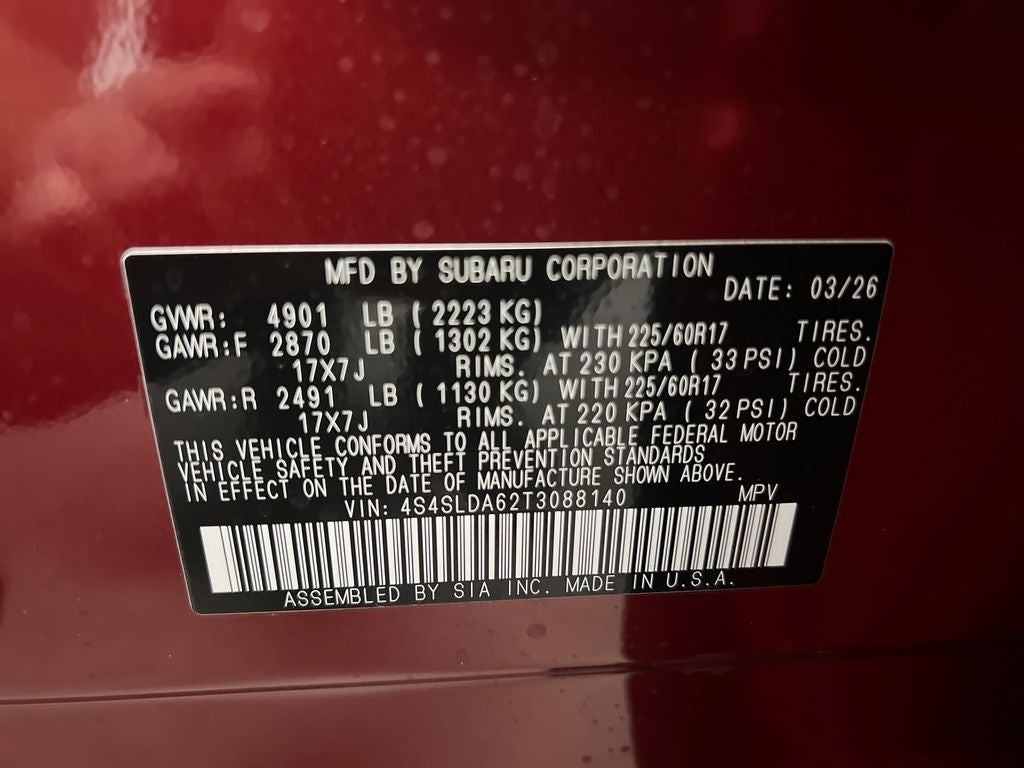 MFD BY SUBARU CORPORATION
DATE: 03/26
GVWR: 4901 LB ( 2223 KG)
GAWR:F 2870 LB ( 1302 KG) WITH 225/60R17 TIRES.
17X7J RIMS. AT 230 KPA ( 33 PSI) COLD
GAWR:R 2491 LB ( 1130 KG) WITH 225/60R17 TIRES.
17X7J RIMS. AT 220 KPA ( 32 PSI) COLD
THIS VEHICLE CONFORMS TO ALL APPLICABLE FEDERAL MOTOR
VEHICLE SAFETY AND THEFT PREVENTION STANDARDS
IN EFFECT ON THE DATE OF MANUFACTURE SHOWN ABOVE.
VIN: 4S4SLDA62T3088140 MPV
ASSEMBLED BY SIA INC. MADE IN U.S.A.